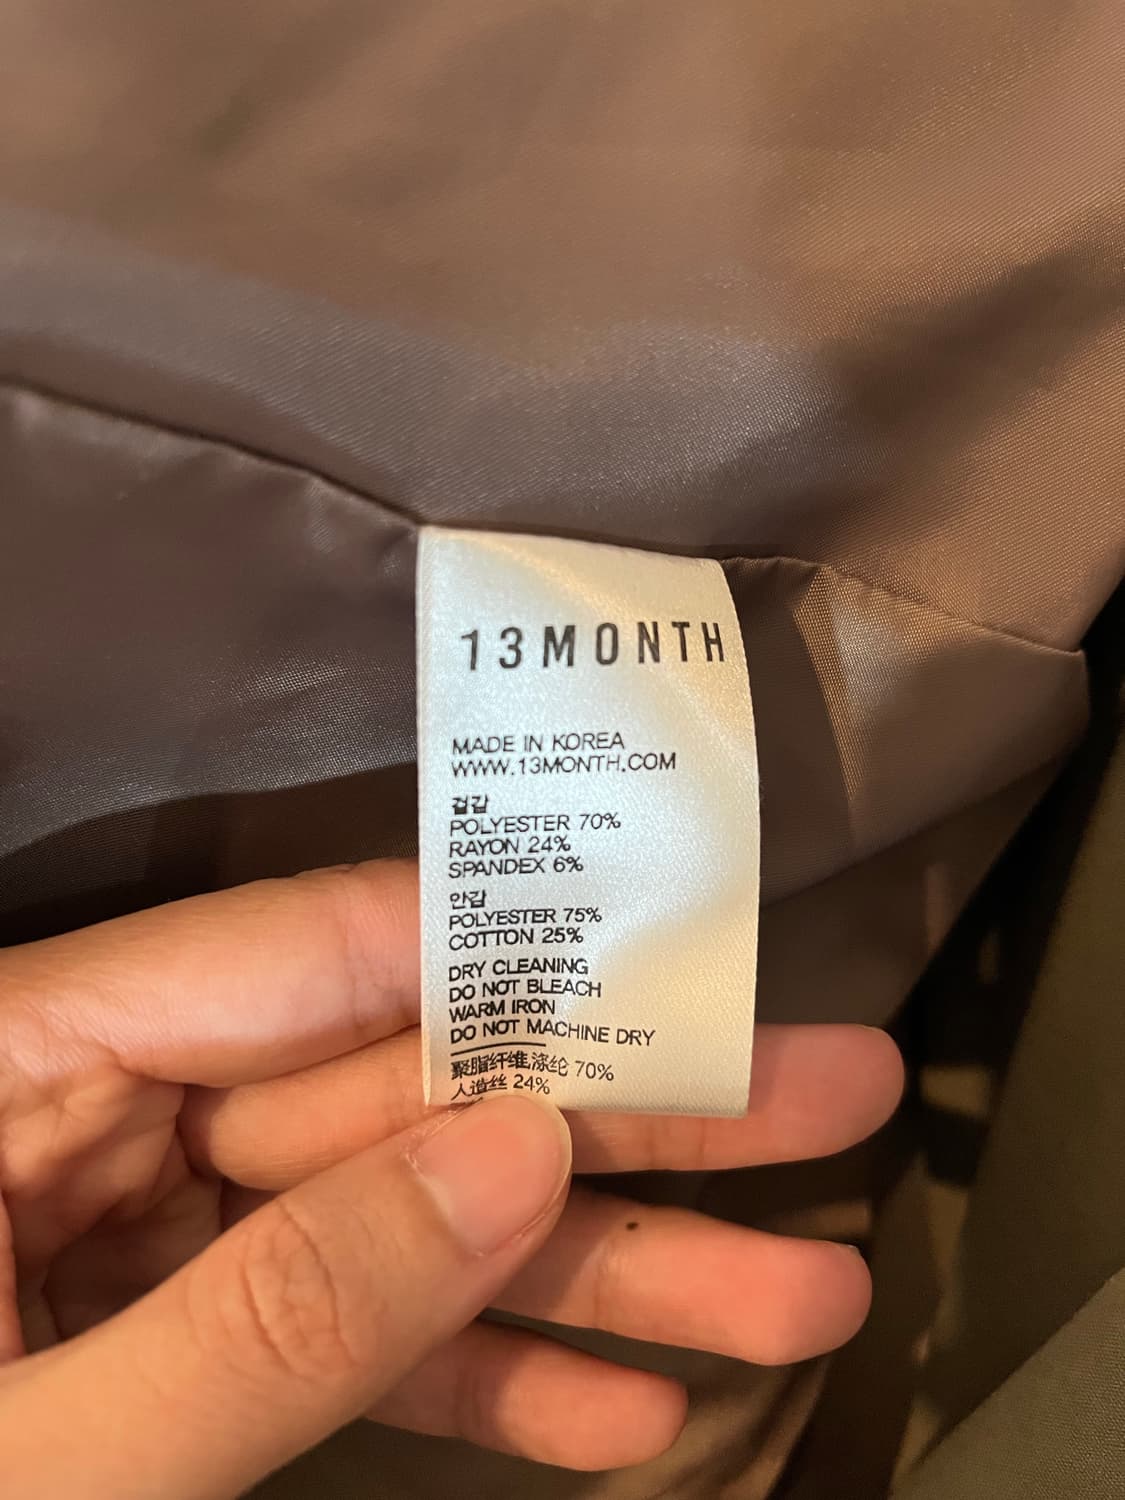 13MONTH
MADE IN KOREA
WWW.13MONTH.COM
겉감
POLYESTER 70%
RAYON 24%
SPANDEX 6%
안감
POLYESTER 75%
COTTON 25%
DRY CLEANING
DO NOT BLEACH
WARM IRON
DO NOT MACHINE DRY
聚脂纤维,涤纶 70%
人造丝 24%